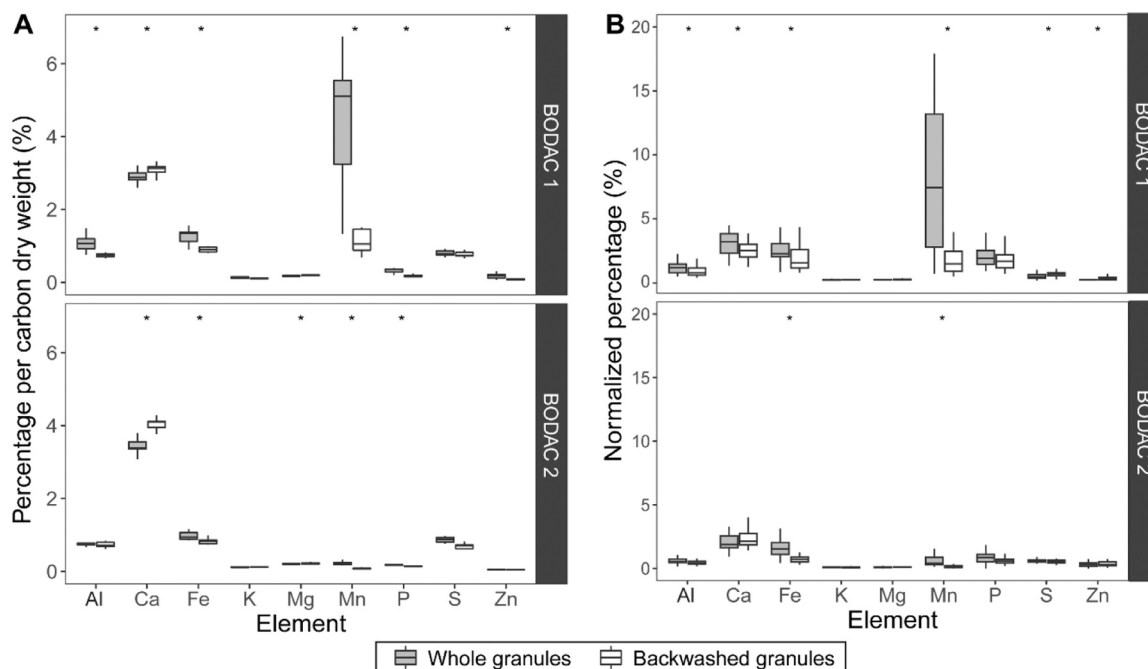 A
Percentage per carbon dry weight (%)
* * * * * *
6
4
2
0
BODAC 1
* * * * *
6
4
2
0
BODAC 2
Al Ca Fe K Mg Mn P S Zn
Element
B
Normalized percentage (%)
* * * * * *
20
15
10
5
0
BODAC 1
* *
20
15
10
5
0
BODAC 2
Al Ca Fe K Mg Mn P S Zn
Element
Whole granules Backwashed granules